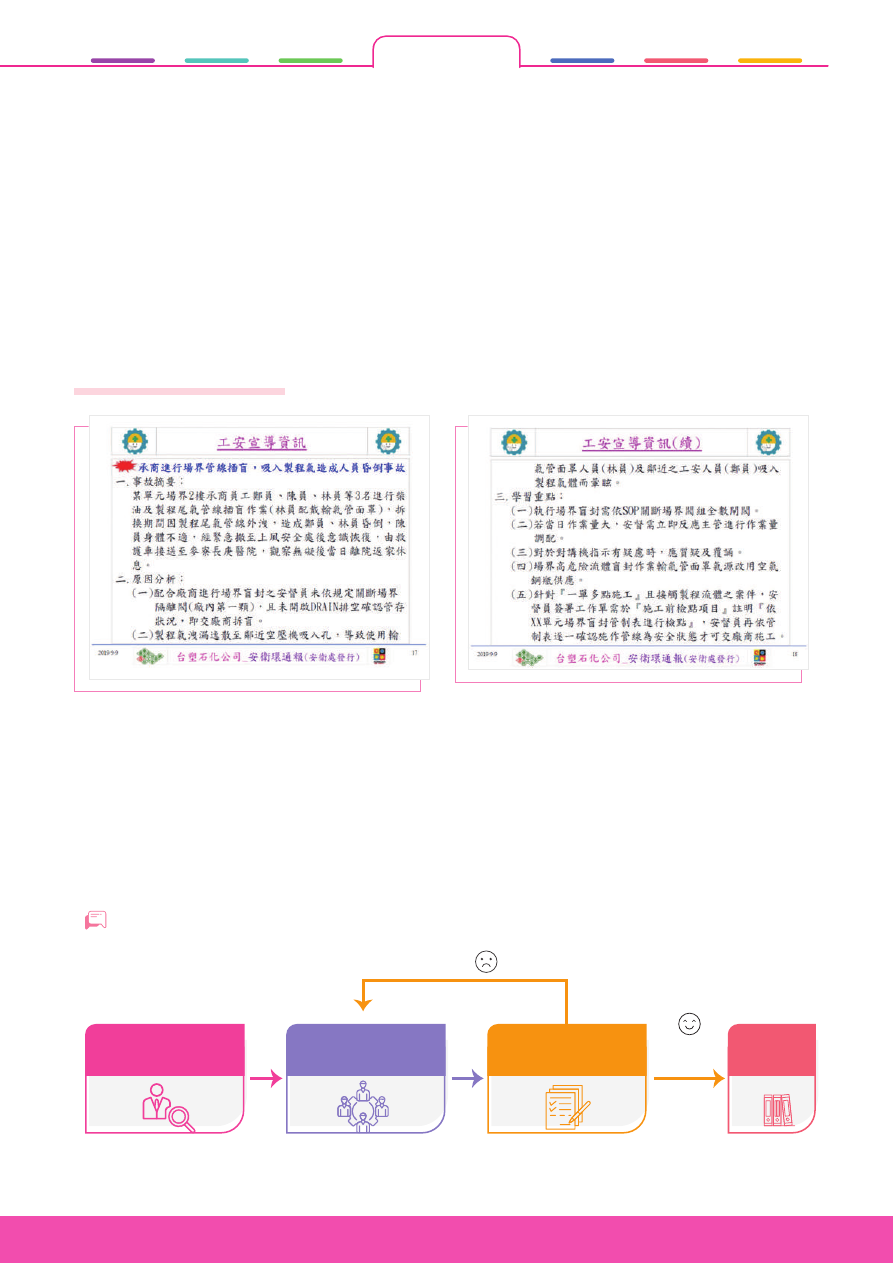 工安宣導資訊
承商進行場界管線插盲，吸入製程氣造成人員昏倒事故
一、事故摘要：
某單元場界2樓承商員工鄭員、陳員、林員等3名進行柴
油及製程尾氣管線插盲作業(林員配戴輸氣管面罩)，拆
換期間因製程尾氣管線外洩，造成鄭員、林員昏倒，陳
員身體不適，經緊急搬至上風安全處後意識恢復，由救
護車接送至麥寮長庚醫院，觀察無礙後當日離院返家休
息。
二、原因分析：
(一)配合廠商進行場界盲封之安督員未依規定關斷場界
隔離閥(廠內第一顆)，且未開啟DRAIN排空確認管存
狀況，即交廠商拆盲。
(二)製程氣洩漏逸散至鄰近空壓機吸入孔，導致使用輸
2019/9/9
台塑石化公司_安衛環通報(安衛處發行)
17
工安宣導資訊(續)
氣管面罩人員(林員)及鄰近之工安人員(鄭員)吸入
製程氣體而暈眩。
三、學習重點：
(一)執行場界盲封需依SOP關斷場界閥組全數閉關。
(二)若當日作業量大，安督需立即反應主管進行作業量
調配。
(三)對於對講機指示有疑慮時，應質疑及覆誦。
(四)場界高危險流體盲封作業輸氣管面罩氣源改用空氣
鋼瓶供應。
(五)針對『一單多點施工』且接觸製程流體之案件，安
督員簽署工作單需於『施工前檢點項目』註明『依
XX單元場界盲封管制表進行檢點』，安督員再依管
制表逐一確認施作管線為安全狀態才可交廠商施工。
2019/9/9
台塑石化公司_安衛環通報(安衛處發行)
18